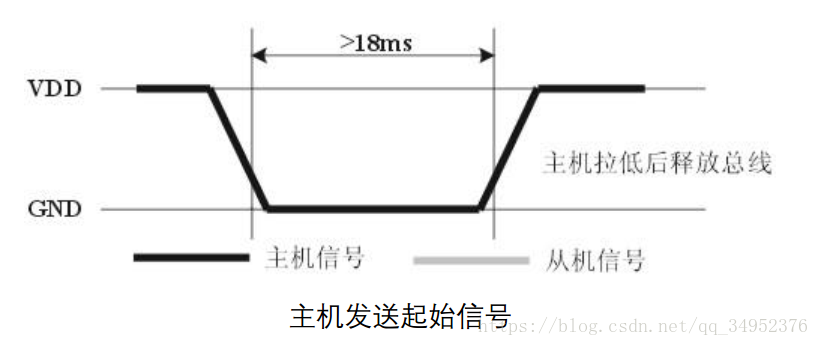 >18ms
VDD
主机拉低后释放总线
GND
主机信号
从机信号
主机发送起始信号
https://blog.csdn.net/qq_34952376